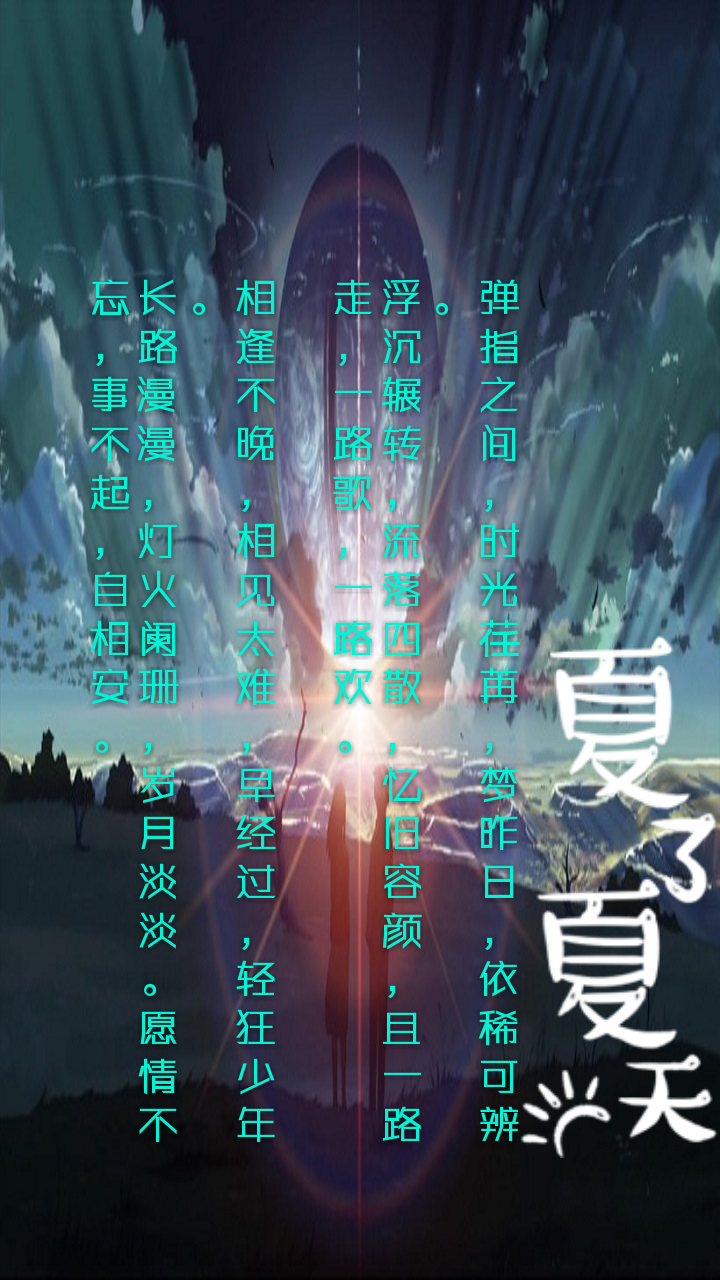 夏了夏天
弹指之间，时光荏苒，梦昨日，依稀可辨
。
浮沉辗转，流落四散，忆旧容颜，且一路
走，一路歌，一路欢。
相逢不晚，相见太难，早经过，轻狂少年
。
长路漫漫，灯火阑珊，岁月淡淡。愿情不
忘，事不起，自相安。